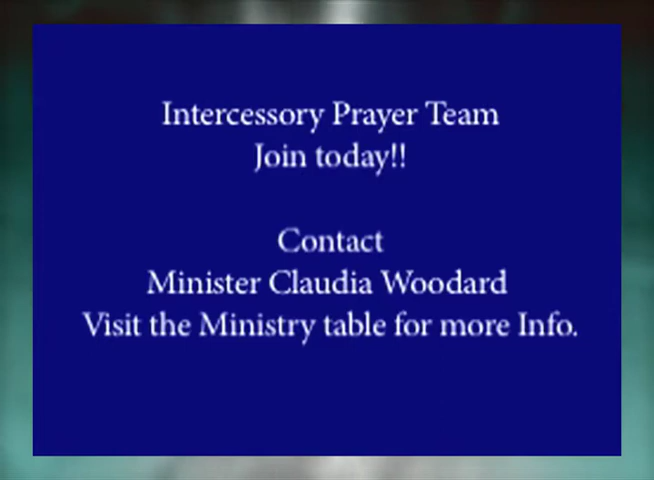 Intercessory Prayer Team
Join today!!
Contact
Minister Claudia Woodard
Visit the Ministry table for more Info.